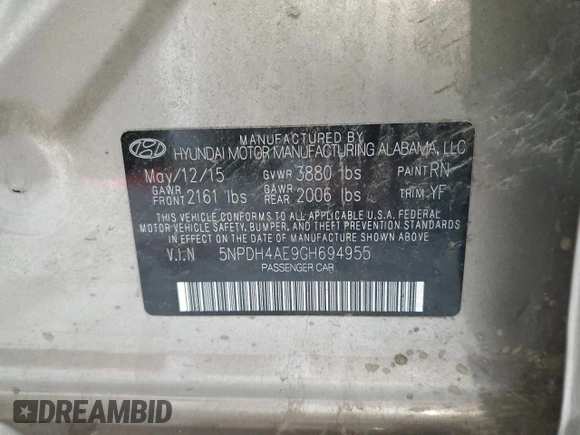 MANUFACTURED BY
HYUNDAI MOTOR MANUFACTURING ALABAMA, LLC
May/12/15 GVWR 3880 lbs PAINT RN
GAWR FRONT 2161 lbs GAWR REAR 2006 lbs TRIM YF
THIS VEHICLE CONFORMS TO ALL APPLICABLE U.S.A. FEDERAL
MOTOR VEHICLE SAFETY, BUMPER, AND THEFT PREVENTION
STANDARDS IN EFFECT ON THE DATE OF MANUFACTURE SHOWN ABOVE
V.I.N 5NPDH4AE9GH694955
PASSENGER CAR
DREAMBID